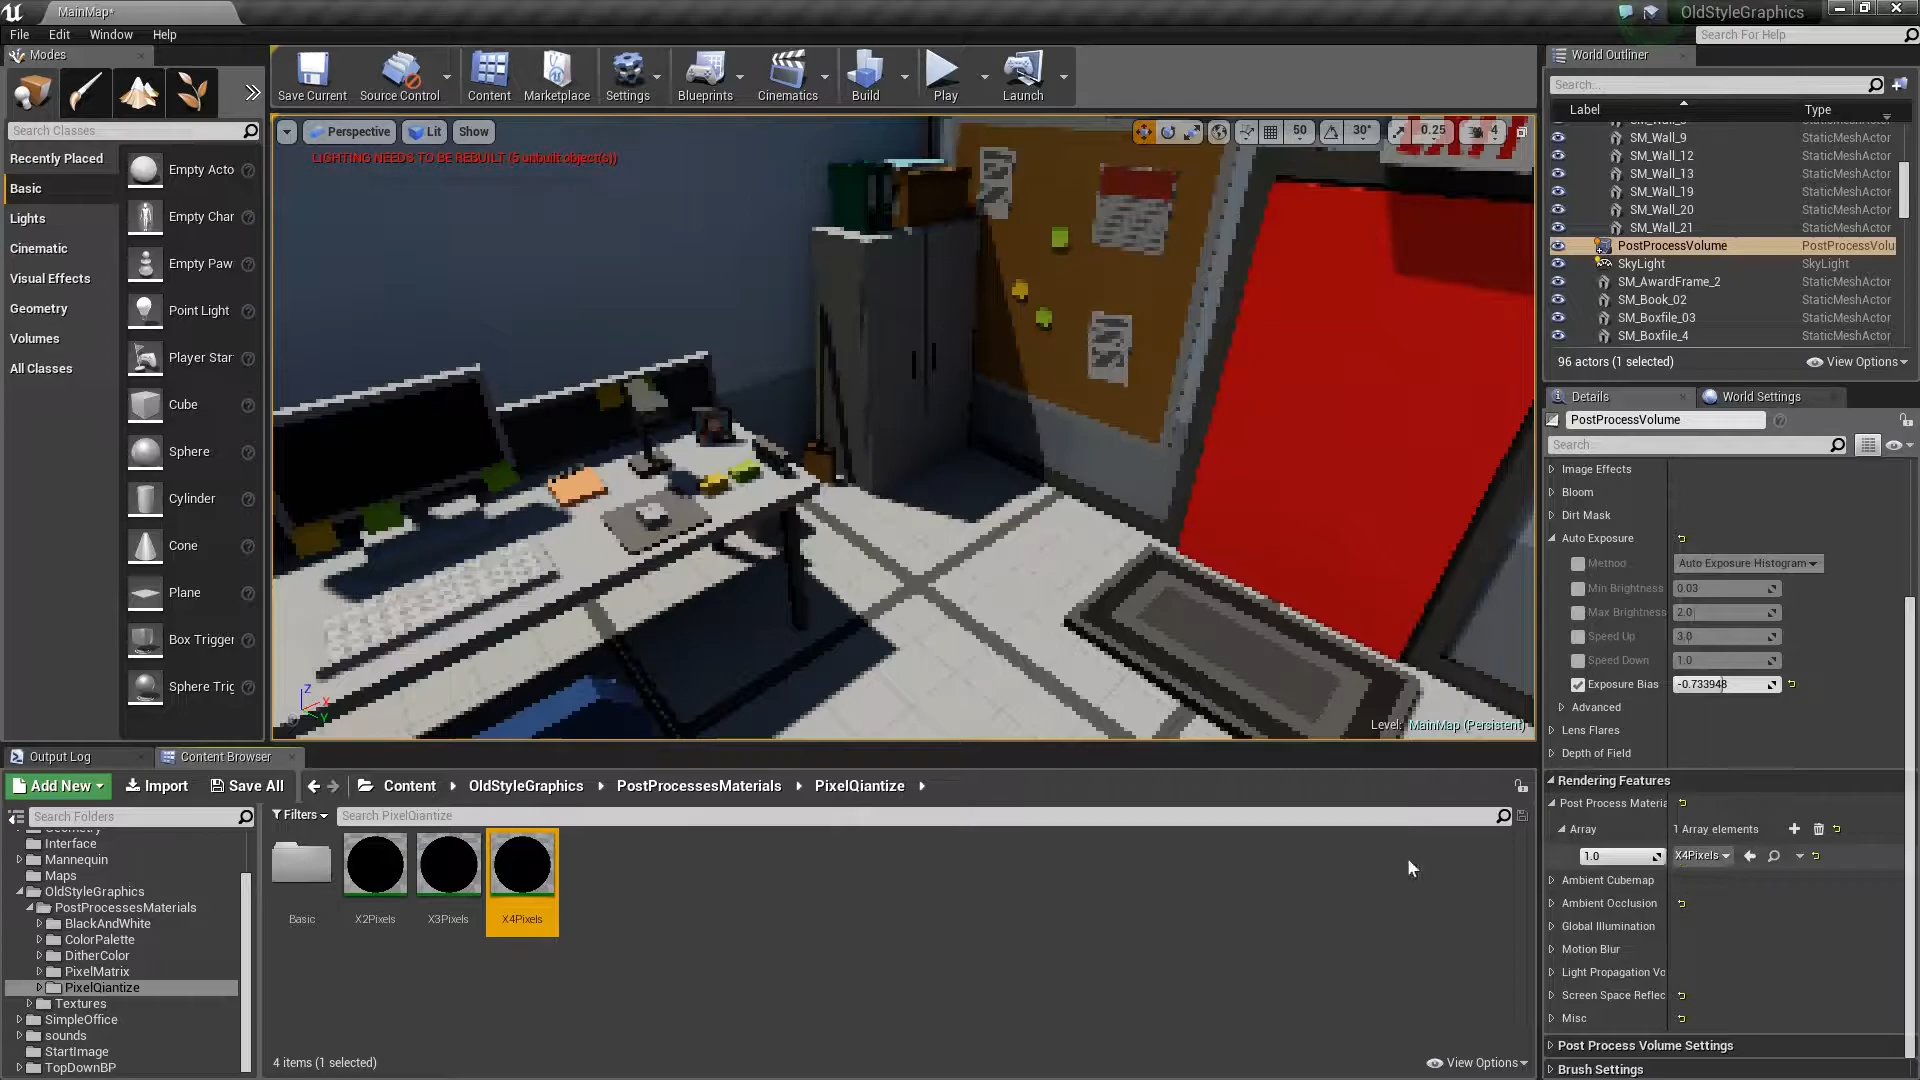 MainMap*
OldStyleGraphics
File
Edit
Window
Help
Search For Help
Modes
Save Current
Source Control
Content
Marketplace
Settings
Blueprints
Cinematics
Build
Play
Launch
World Outliner
Search...
Label
Type
SM_Wall_9
StaticMeshActor
SM_Wall_12
StaticMeshActor
SM_Wall_13
StaticMeshActor
SM_Wall_19
StaticMeshActor
SM_Wall_20
StaticMeshActor
SM_Wall_21
StaticMeshActor
PostProcessVolume
PostProcessVolu
SkyLight
SkyLight
SM_AwardFrame_2
StaticMeshActor
SM_Book_02
StaticMeshActor
SM_Boxfile_03
StaticMeshActor
SM_Boxfile_4
StaticMeshActor
96 actors (1 selected)
View Options
Search Classes
Recently Placed
Basic
Lights
Cinematic
Visual Effects
Geometry
Volumes
All Classes
Empty Acto
Empty Char
Empty Paw
Point Light
Player Star
Cube
Sphere
Cylinder
Cone
Plane
Box Trigger
Sphere Tric
Perspective
Lit
Show
50
30°
0.25
4
LIGHTING NEEDS TO BE REBUILT (5 unbuilt object(s))
Z
X
Y
Level: MainMap (Persistent)
Details
World Settings
PostProcessVolume
Search...
Image Effects
Bloom
Dirt Mask
Auto Exposure
Method
Auto Exposure Histogram
Min Brightness
0.03
Max Brightness
2.0
Speed Up
3.0
Speed Down
1.0
Exposure Bias
-0.733948
Advanced
Lens Flares
Depth of Field
Rendering Features
Post Process Materia
Array
1 Array elements
1.0
X4Pixels
Ambient Cubemap
Ambient Occlusion
Global Illumination
Motion Blur
Light Propagation Vo
Screen Space Reflec
Misc
Post Process Volume Settings
Brush Settings
Output Log
Content Browser
Add New
Import
Save All
Content
OldStyleGraphics
PostProcessesMaterials
PixelQiantize
Search Folders
Filters
Search PixelQiantize
Geometry
Interface
Mannequin
Maps
OldStyleGraphics
PostProcessesMaterials
BlackAndWhite
ColorPalette
DitherColor
PixelMatrix
PixelQiantize
Textures
SimpleOffice
sounds
StartImage
TopDownBP
Basic
X2Pixels
X3Pixels
X4Pixels
4 items (1 selected)
View Options